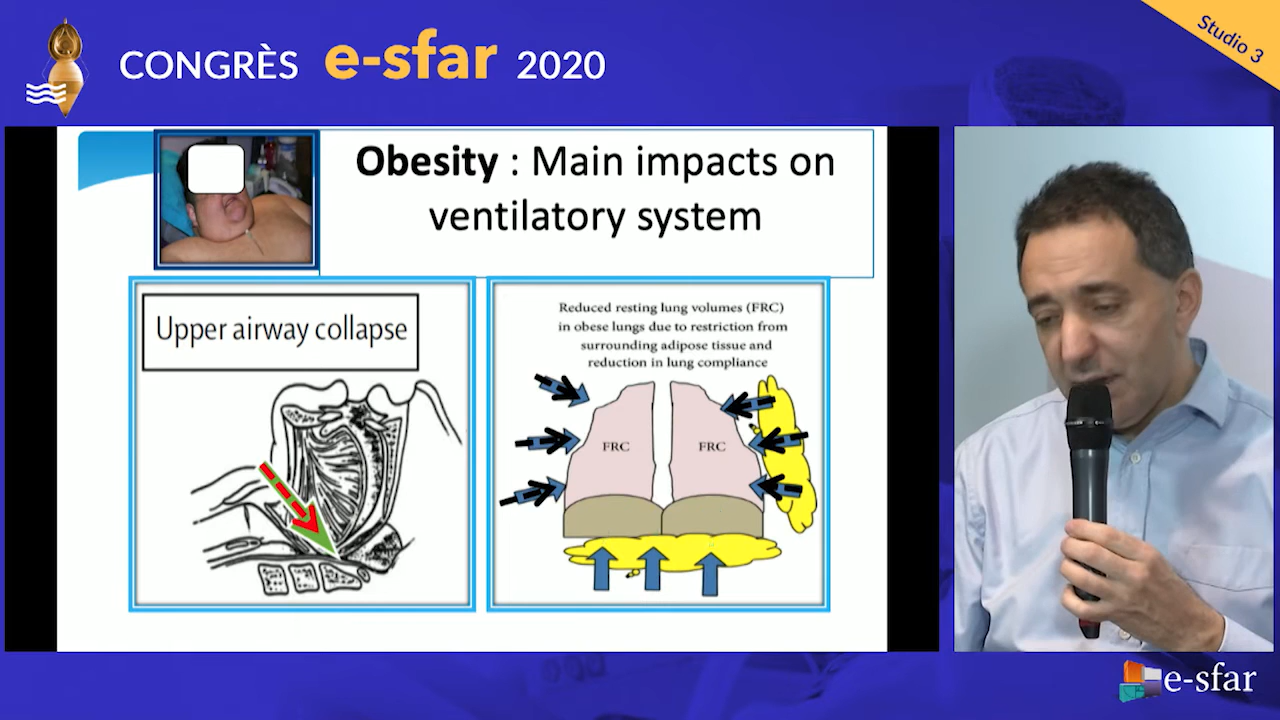 CONGRÈS e-sfar 2020
Studio 3
Obesity : Main impacts on
ventilatory system
Upper airway collapse
Reduced resting lung volumes (FRC)
in obese lungs due to restriction from
surrounding adipose tissue and
reduction in lung compliance
FRC
FRC
e-sfar